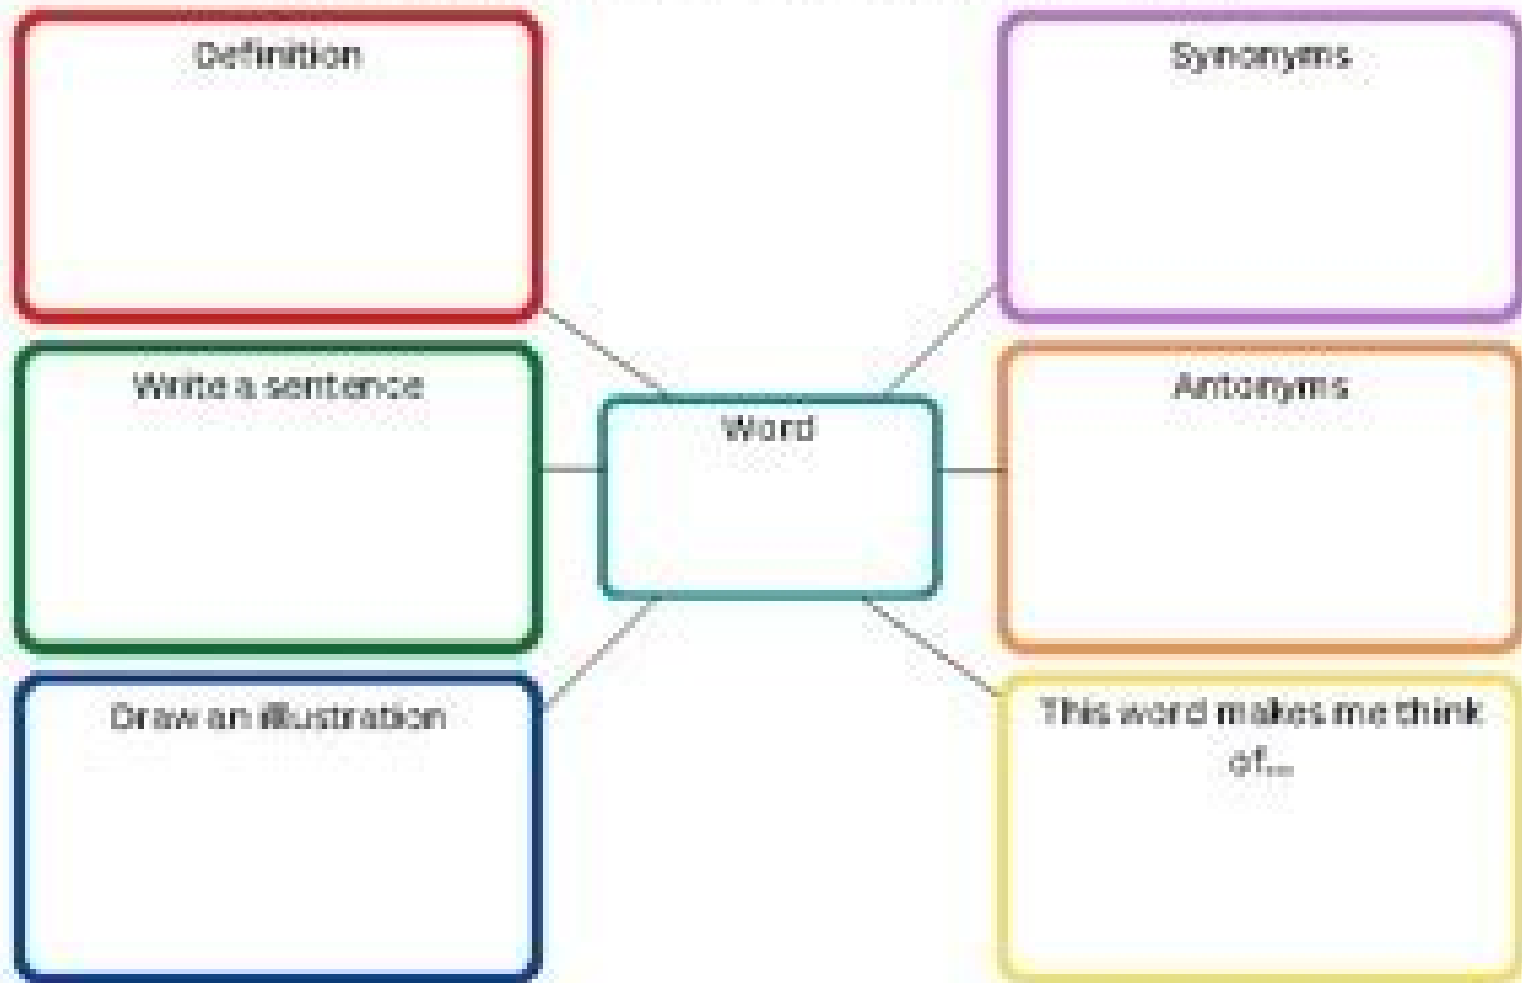 Definition
Synonyms
Write a sentence
Word
Antonyms
Draw an illustration
This word makes me think
of...